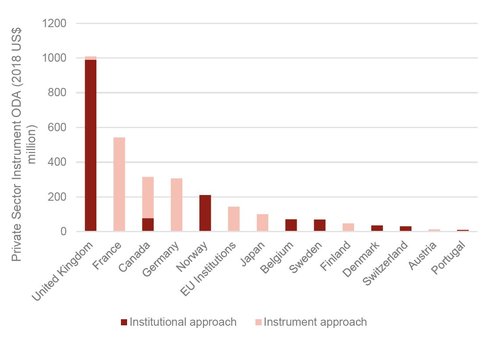 Private Sector Instrument ODA (2018 US$
million)
1200
1000
800
600
400
200
0
United Kingdom
France
Canada
Germany
Norway
EU Institutions
Japan
Belgium
Sweden
Finland
Denmark
Switzerland
Austria
Portugal
Institutional approach
Instrument approach